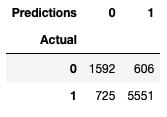 Predictions 0 1
Actual
0 1592 606
1 725 5551